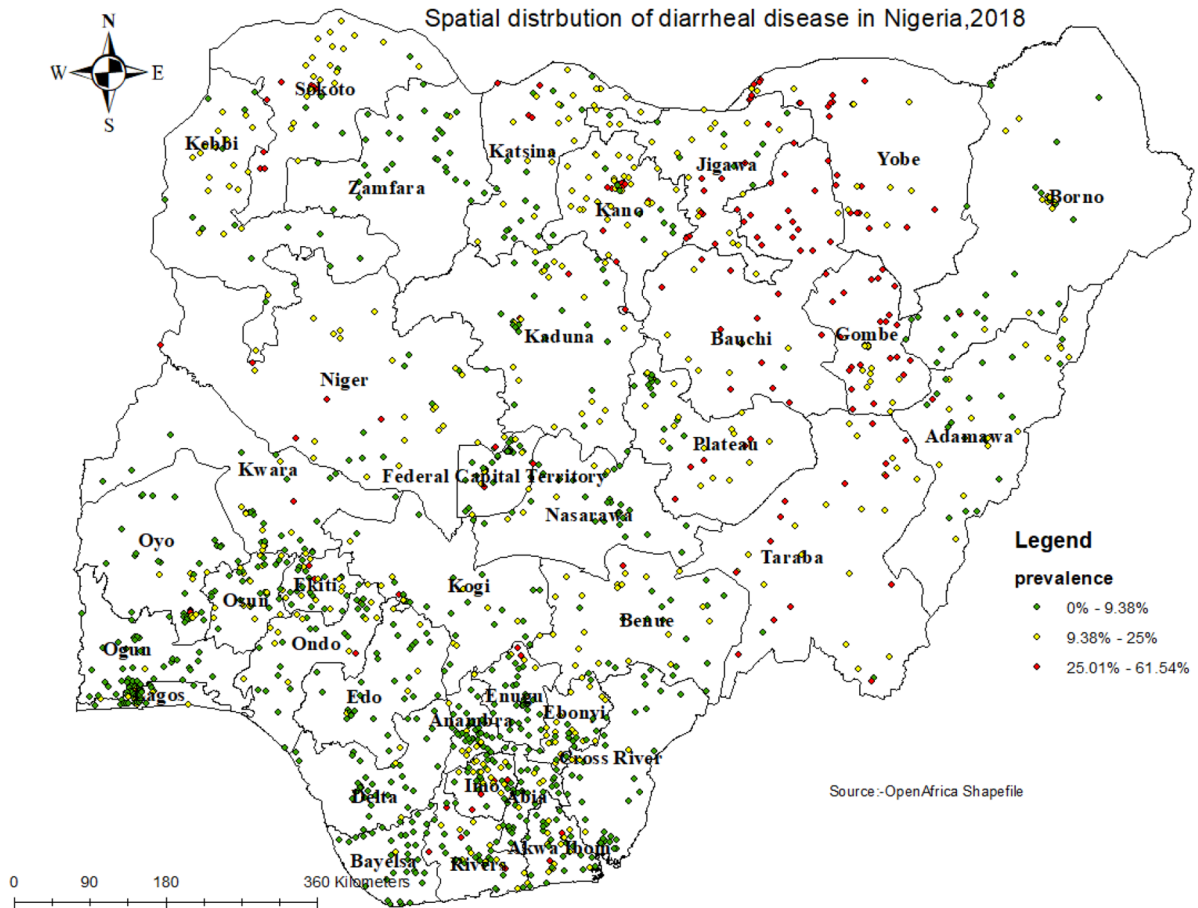 Spatial distrbution of diarrheal disease in Nigeria,2018
N
W E
S
Sokoto
Kebbi
Zamfara
Katsina
Kano
Jigawa
Yobe
Borno
Kaduna
Bauchi
Gombe
Niger
Adamawa
Plateau
Kwara
Federal Capital Territory
Nasarawa
Oyo
Taraba
Kogi
Ekiti
Osun
Benue
Ondo
Ogun
Lagos
Edo
Enugu
Anambra
Ebonyi
Cross River
Imo
Abia
Delta
Akwa Ibom
Bayelsa
Rivers
Legend
prevalence
0% - 9.38%
9.38% - 25%
25.01% - 61.54%
Source:-OpenAfrica Shapefile
0 90 180 360 Kilometers